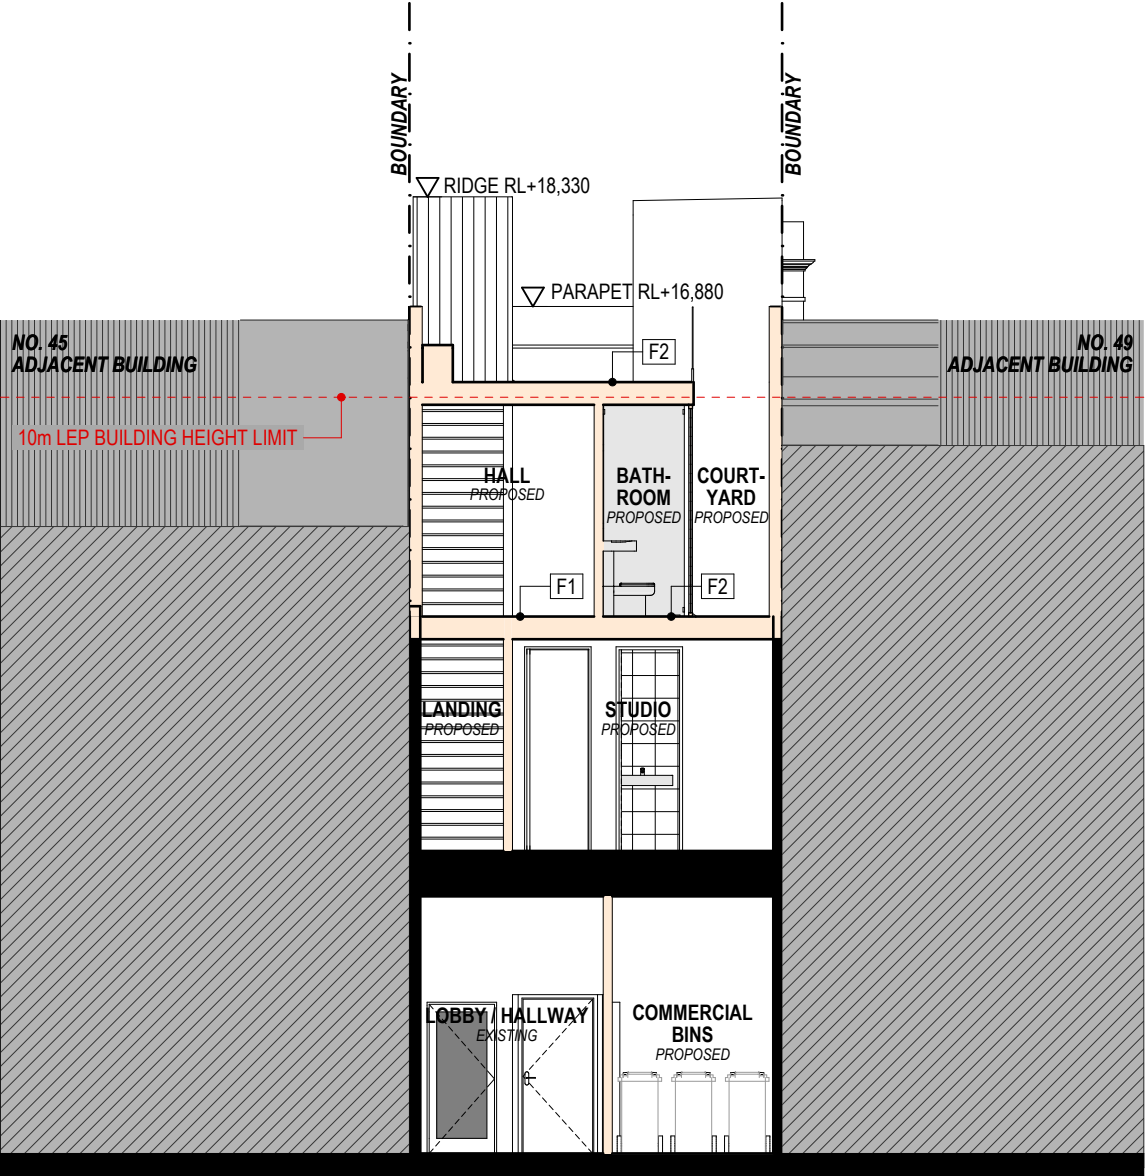 BOUNDARY
BOUNDARY
RIDGE RL+18,330
PARAPET RL+16,880
NO. 45
ADJACENT BUILDING
F2
NO. 49
ADJACENT BUILDING
10m LEP BUILDING HEIGHT LIMIT
HALL
PROPOSED
BATH-
ROOM
PROPOSED
COURT-
YARD
PROPOSED
F1
F2
LANDING
PROPOSED
STUDIO
PROPOSED
LOBBY / HALLWAY
EXISTING
COMMERCIAL
BINS
PROPOSED